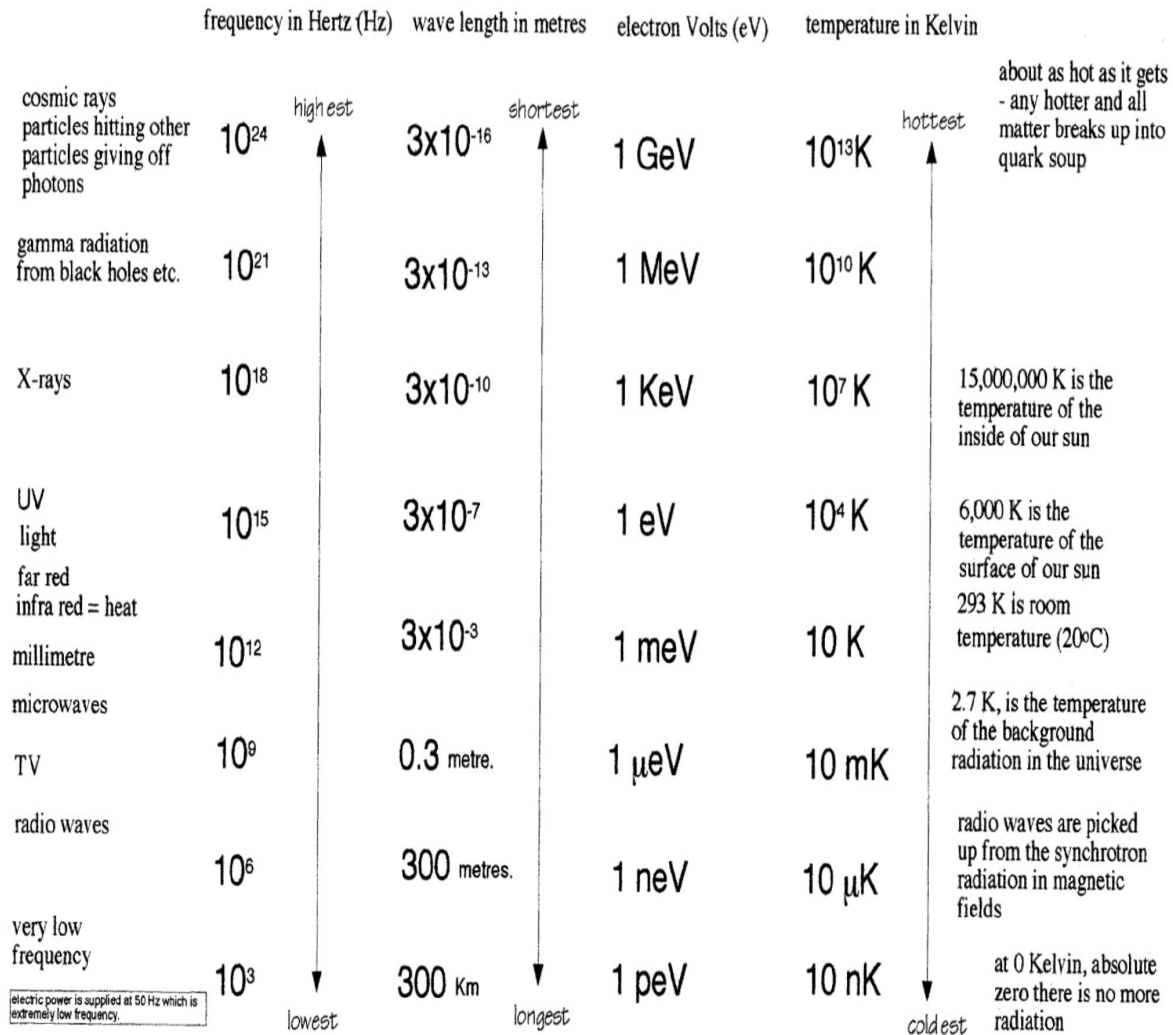 frequency in Hertz (Hz) wave length in metres electron Volts (eV) temperature in Kelvin
cosmic rays
particles hitting other
particles giving off
photons
10²⁴
highest
3x10⁻¹⁶
shortest
1 GeV
10¹³K
hottest
about as hot as it gets
- any hotter and all
matter breaks up into
quark soup
gamma radiation
from black holes etc.
10²¹
3x10⁻¹³
1 MeV
10¹⁰ K
X-rays
10¹⁸
3x10⁻¹⁰
1 KeV
10⁷ K
15,000,000 K is the
temperature of the
inside of our sun
UV
light
far red
infra red = heat
10¹⁵
3x10⁻⁷
1 eV
10⁴ K
6,000 K is the
temperature of the
surface of our sun
293 K is room
temperature (20ºC)
millimetre
10¹²
3x10⁻³
1 meV
10 K
microwaves
TV
10⁹
0.3 metre.
1 µeV
10 mK
2.7 K, is the temperature
of the background
radiation in the universe
radio waves
10⁶
300 metres.
1 neV
10 µK
radio waves are picked
up from the synchrotron
radiation in magnetic
fields
very low
frequency
10³
300 Km
1 peV
10 nK
at 0 Kelvin, absolute
zero there is no more
radiation
electric power is supplied at 50 Hz which is
extremely low frequency.
lowest
longest
coldest